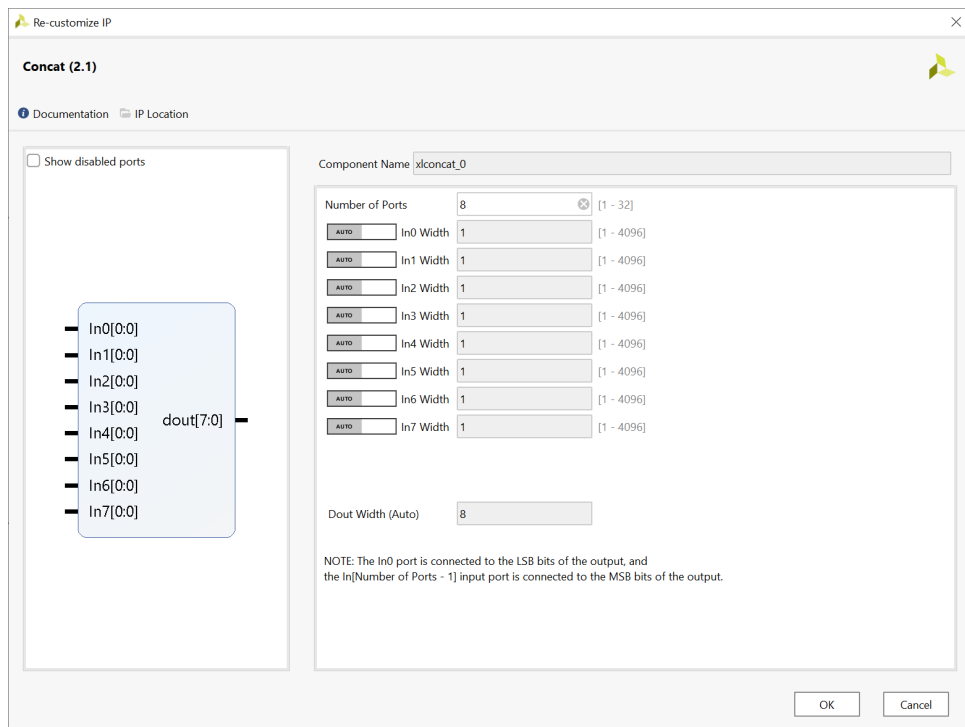 Re-customize IP
Concat (2.1)
Documentation IP Location
Show disabled ports
In0[0:0]
In1[0:0]
In2[0:0]
In3[0:0]
In4[0:0]
In5[0:0]
In6[0:0]
In7[0:0]
dout[7:0]
Component Name xlconcat_0
Number of Ports 8 [1 - 32]
AUTO In0 Width 1 [1 - 4096]
AUTO In1 Width 1 [1 - 4096]
AUTO In2 Width 1 [1 - 4096]
AUTO In3 Width 1 [1 - 4096]
AUTO In4 Width 1 [1 - 4096]
AUTO In5 Width 1 [1 - 4096]
AUTO In6 Width 1 [1 - 4096]
AUTO In7 Width 1 [1 - 4096]
Dout Width (Auto) 8
NOTE: The In0 port is connected to the LSB bits of the output, and
the In[Number of Ports - 1] input port is connected to the MSB bits of the output.
OK Cancel